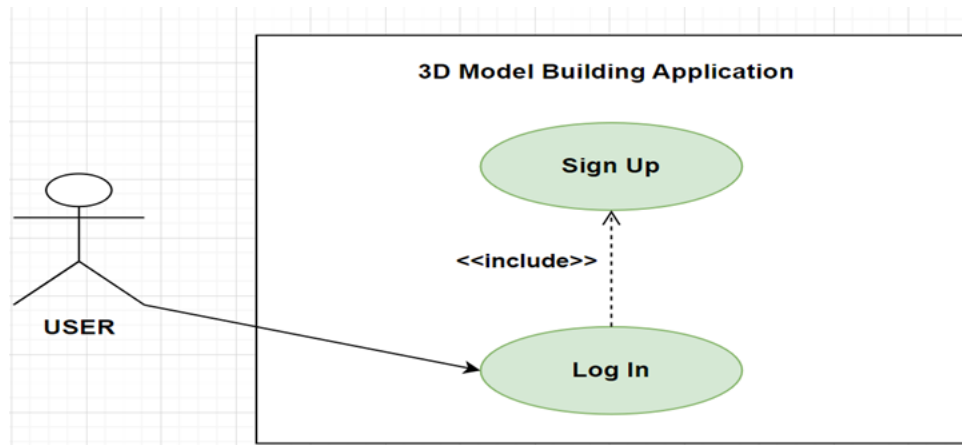 3D Model Building Application
Sign Up
<<include>>
USER
Log In